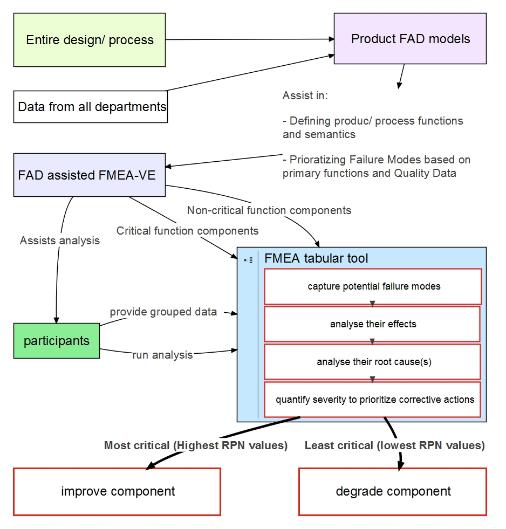 Entire design/ process
Product FAD models
Data from all departments
Assist in:
- Defining produc/ process functions
and semantics
- Prioratizing Failure Modes based on
primary functions and Quality Data
FAD assisted FMEA-VE
Non-critical function components
Critical function components
Assists analysis
FMEA tabular tool
capture potential failure modes
analyse their effects
analyse their root cause(s)
quantify severity to prioritize corrective actions
provide grouped data
participants
run analysis
Most critical (Highest RPN values)
Least critical (lowest RPN values)
improve component
degrade component